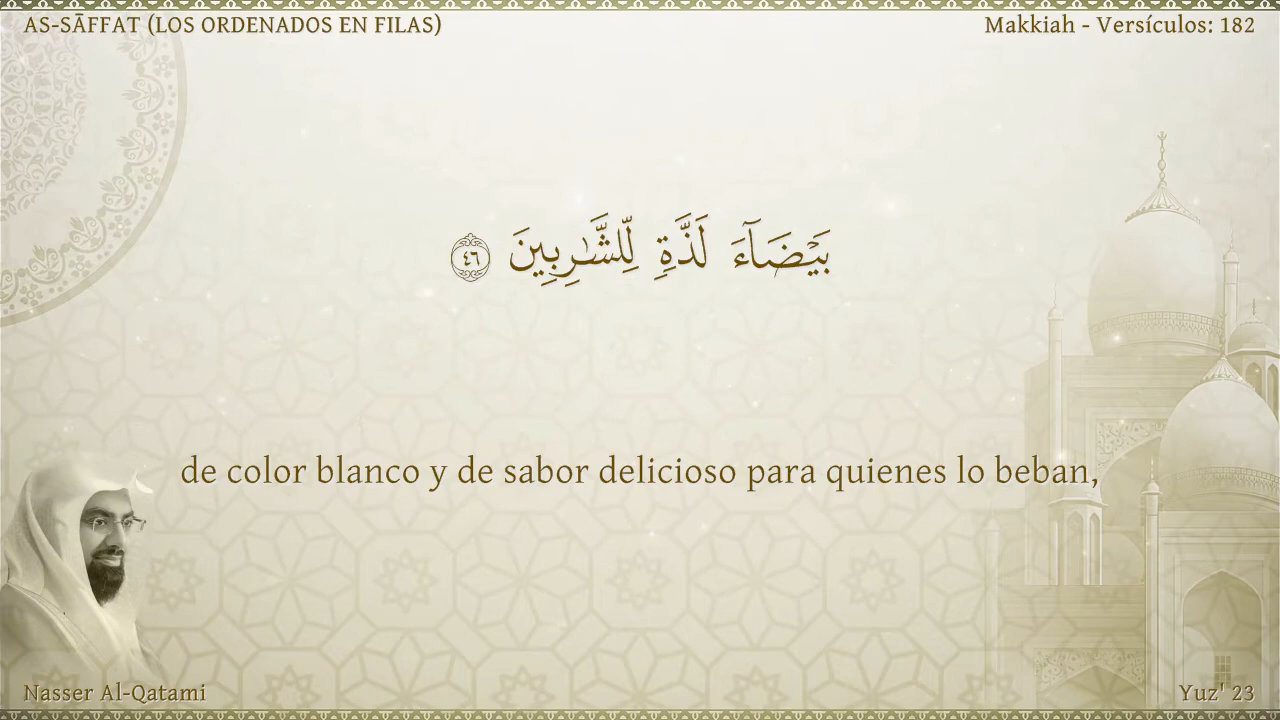 AS-SĀFFAT (LOS ORDENADOS EN FILAS)
Makkiah - Versículos: 182
بَيْضَآءَ لَذَّةٍ لِّلشَّـٰرِبِينَ ٤٦
de color blanco y de sabor delicioso para quienes lo beban,
Nasser Al-Qatami
Yuz' 23